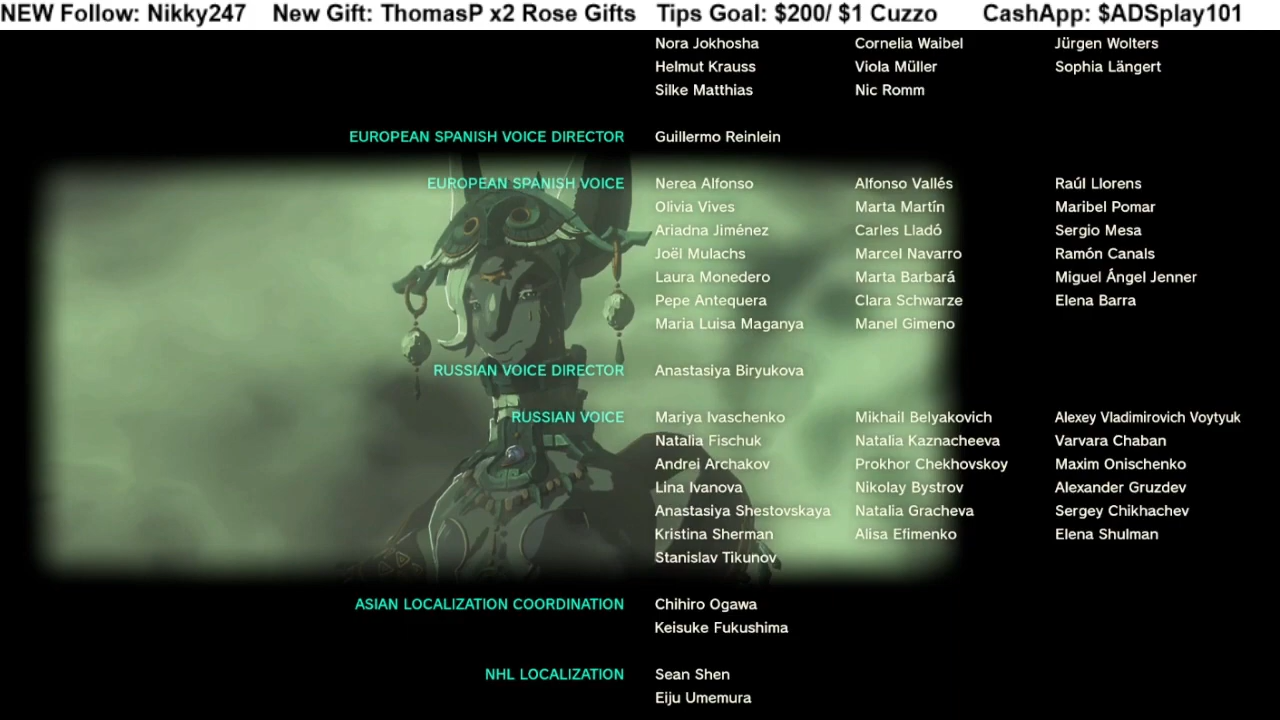 NEW Follow: Nikky247 New Gift: ThomasP x2 Rose Gifts Tips Goal: $200/ $1 Cuzzo CashApp: $ADSplay101
Nora Jokhosha Cornelia Waibel Jürgen Wolters
Helmut Krauss Viola Müller Sophia Längert
Silke Matthias Nic Romm
EUROPEAN SPANISH VOICE DIRECTOR Guillermo Reinlein
EUROPEAN SPANISH VOICE Nerea Alfonso Alfonso Vallés Raúl Llorens
Olivia Vives Marta Martín Maribel Pomar
Ariadna Jiménez Carles Lladó Sergio Mesa
Joël Mulachs Marcel Navarro Ramón Canals
Laura Monedero Marta Barbará Miguel Ángel Jenner
Pepe Antequera Clara Schwarze Elena Barra
Maria Luisa Maganya Manel Gimeno
RUSSIAN VOICE DIRECTOR Anastasiya Biryukova
RUSSIAN VOICE Mariya Ivaschenko Mikhail Belyakovich Alexey Vladimirovich Voytyuk
Natalia Fischuk Natalia Kaznacheeva Varvara Chaban
Andrei Archakov Prokhor Chekhovskoy Maxim Onischenko
Lina Ivanova Nikolay Bystrov Alexander Gruzdev
Anastasiya Shestovskaya Natalia Gracheva Sergey Chikhachev
Kristina Sherman Alisa Efimenko Elena Shulman
Stanislav Tikunov
ASIAN LOCALIZATION COORDINATION Chihiro Ogawa
Keisuke Fukushima
NHL LOCALIZATION Sean Shen
Eiju Umemura